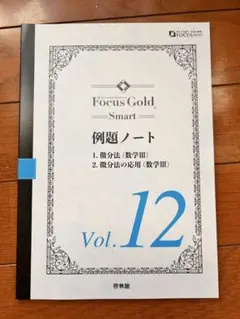 Focus Gold
Smart
例題ノート
1. 微分法(数学III)
2. 微分法の応用(数学III)
Vol. 12
啓林館